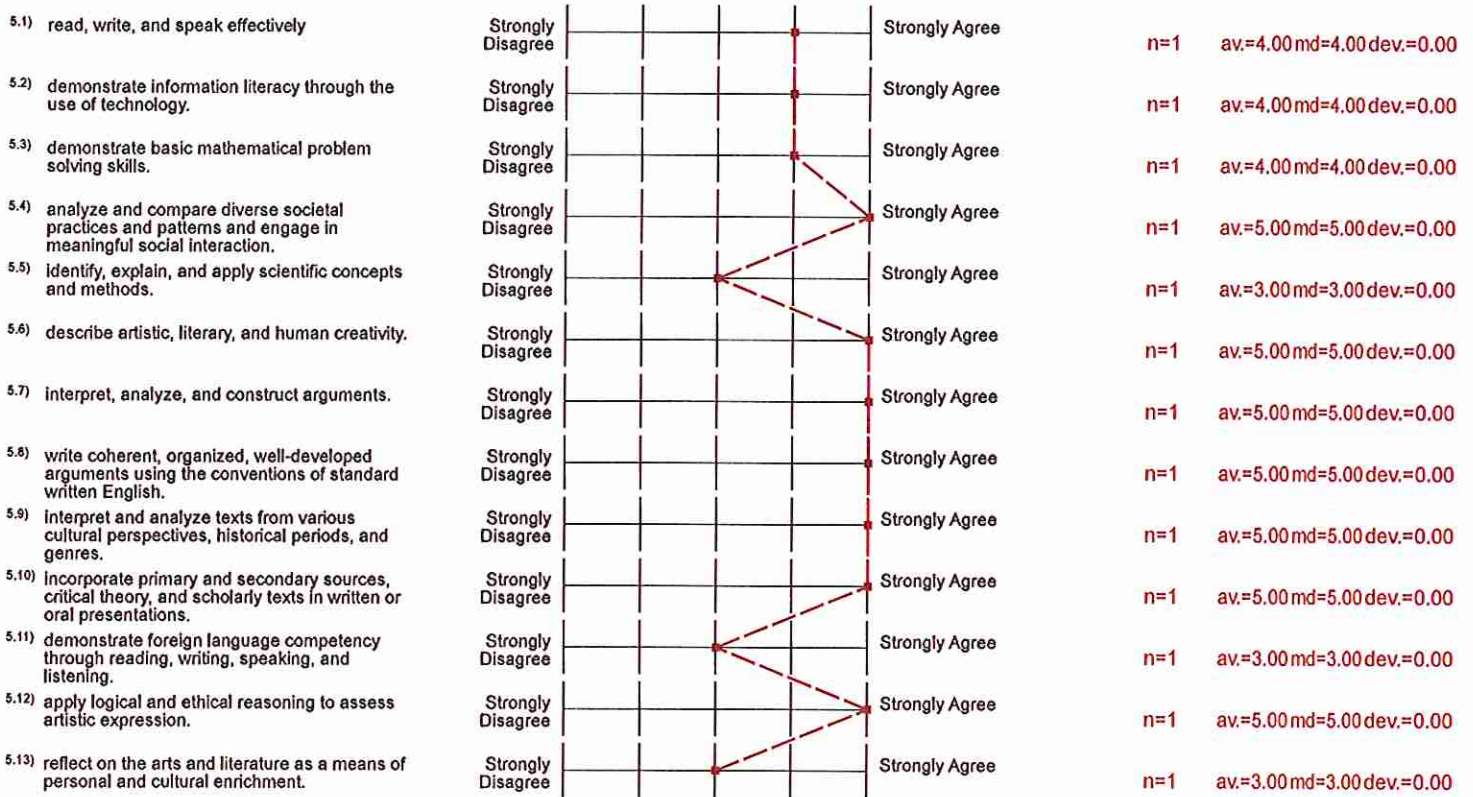 5.1) read, write, and speak effectively Strongly Disagree Strongly Agree n=1 av.=4.00 md=4.00 dev.=0.00
5.2) demonstrate information literacy through the
use of technology. Strongly Disagree Strongly Agree n=1 av.=4.00 md=4.00 dev.=0.00
5.3) demonstrate basic mathematical problem
solving skills. Strongly Disagree Strongly Agree n=1 av.=4.00 md=4.00 dev.=0.00
5.4) analyze and compare diverse societal
practices and patterns and engage in
meaningful social interaction. Strongly Disagree Strongly Agree n=1 av.=5.00 md=5.00 dev.=0.00
5.5) identify, explain, and apply scientific concepts
and methods. Strongly Disagree Strongly Agree n=1 av.=3.00 md=3.00 dev.=0.00
5.6) describe artistic, literary, and human creativity. Strongly Disagree Strongly Agree n=1 av.=5.00 md=5.00 dev.=0.00
5.7) interpret, analyze, and construct arguments. Strongly Disagree Strongly Agree n=1 av.=5.00 md=5.00 dev.=0.00
5.8) write coherent, organized, well-developed
arguments using the conventions of standard
written English. Strongly Disagree Strongly Agree n=1 av.=5.00 md=5.00 dev.=0.00
5.9) interpret and analyze texts from various
cultural perspectives, historical periods, and
genres. Strongly Disagree Strongly Agree n=1 av.=5.00 md=5.00 dev.=0.00
5.10) incorporate primary and secondary sources,
critical theory, and scholarly texts in written or
oral presentations. Strongly Disagree Strongly Agree n=1 av.=5.00 md=5.00 dev.=0.00
5.11) demonstrate foreign language competency
through reading, writing, speaking, and
listening. Strongly Disagree Strongly Agree n=1 av.=3.00 md=3.00 dev.=0.00
5.12) apply logical and ethical reasoning to assess
artistic expression. Strongly Disagree Strongly Agree n=1 av.=5.00 md=5.00 dev.=0.00
5.13) reflect on the arts and literature as a means of
personal and cultural enrichment. Strongly Disagree Strongly Agree n=1 av.=3.00 md=3.00 dev.=0.00